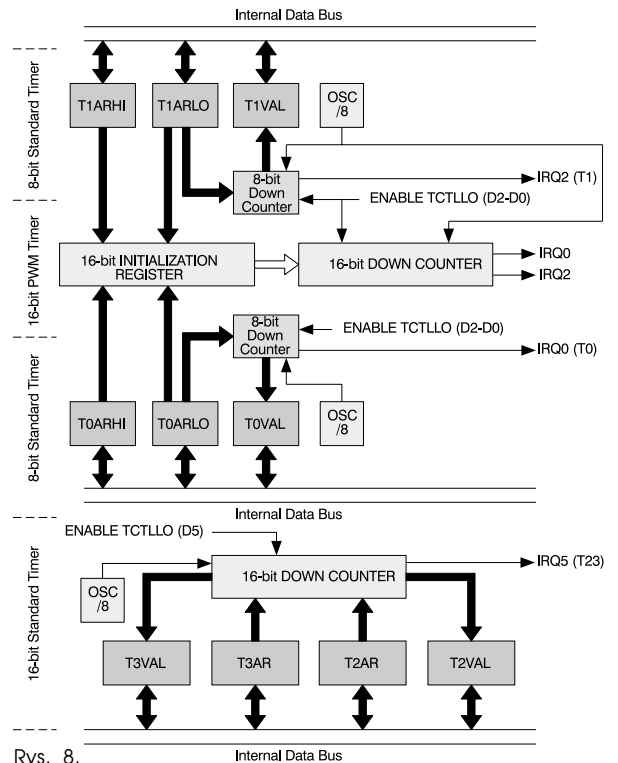 Internal Data Bus
8-bit Standard Timer
T1ARHI
T1ARLO
T1VAL
OSC
/8
8-bit
Down
Counter
IRQ2 (T1)
ENABLE TCTLLO (D2-D0)
16-bit PWM Timer
16-bit INITIALIZATION
REGISTER
16-bit DOWN COUNTER
IRQ0
IRQ2
8-bit
Down
Counter
ENABLE TCTLLO (D2-D0)
IRQ0 (T0)
8-bit Standard Timer
T0ARHI
T0ARLO
T0VAL
OSC
/8
Internal Data Bus
16-bit Standard Timer
ENABLE TCTLLO (D5)
OSC
/8
16-bit DOWN COUNTER
IRQ5 (T23)
T3VAL
T3AR
T2AR
T2VAL
Internal Data Bus
Rys. 8.